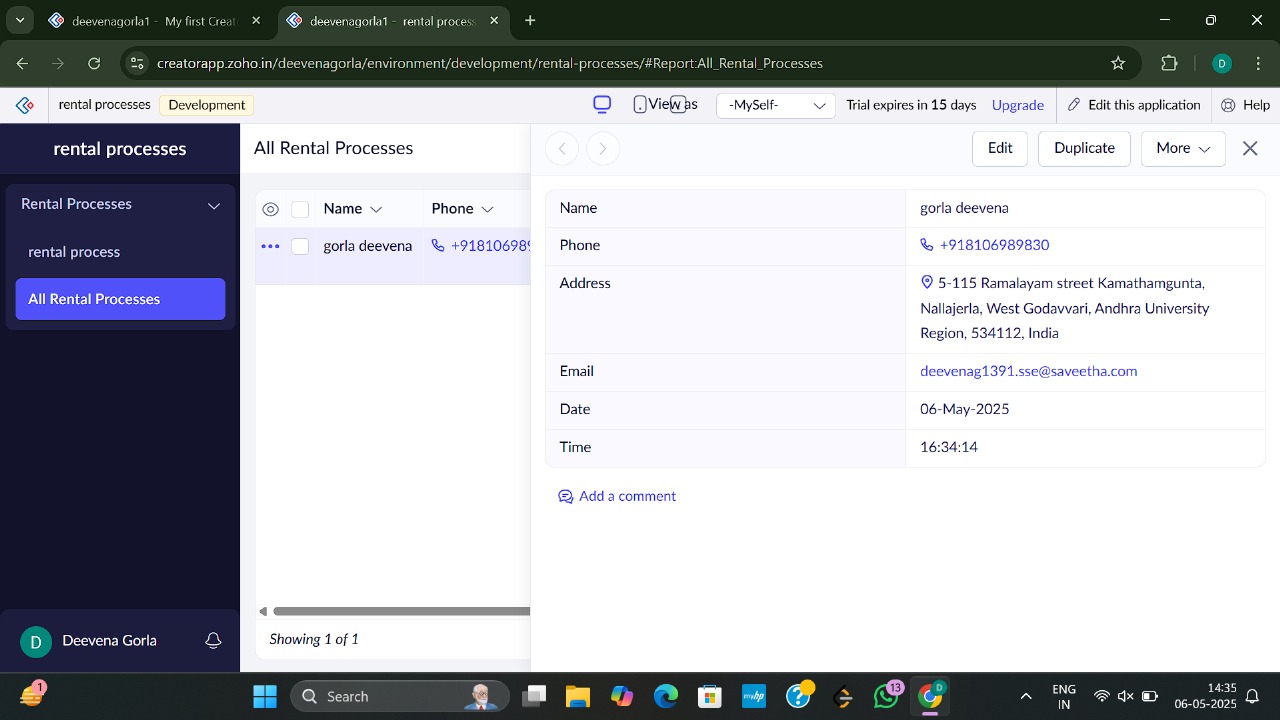 deevenagorla1 - My first Creat
deevenagorla1 - rental process
creatorapp.zoho.in/deevenagorla/environment/development/rental-processes/#Report:All_Rental_Processes
D
rental processes Development View as -MySelf- Trial expires in 15 days Upgrade Edit this application Help
rental processes
Rental Processes
rental process
All Rental Processes
D Deevena Gorla
All Rental Processes
Name Phone
gorla deevena +918106989
Showing 1 of 1
Edit Duplicate More
Name gorla deevena
Phone +918106989830
Address 5-115 Ramalayam street Kamathamgunta,
Nallajerla, West Godavvari, Andhra University
Region, 534112, India
Email deevenag1391.sse@saveetha.com
Date 06-May-2025
Time 16:34:14
Add a comment
1
Search
myhp
13
D
ENG
IN
14:35
06-05-2025